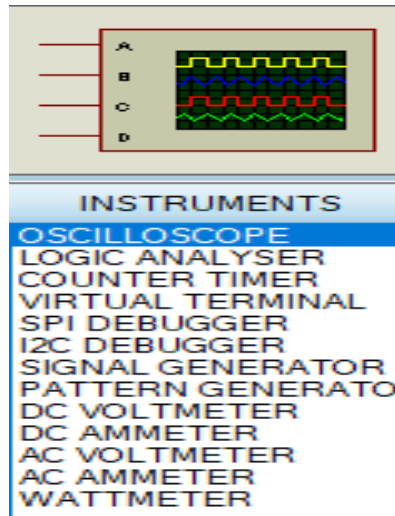 A
B
C
D
INSTRUMENTS
OSCILLOSCOPE
LOGIC ANALYSER
COUNTER TIMER
VIRTUAL TERMINAL
SPI DEBUGGER
I2C DEBUGGER
SIGNAL GENERATOR
PATTERN GENERATO
DC VOLTMETER
DC AMMETER
AC VOLTMETER
AC AMMETER
WATTMETER